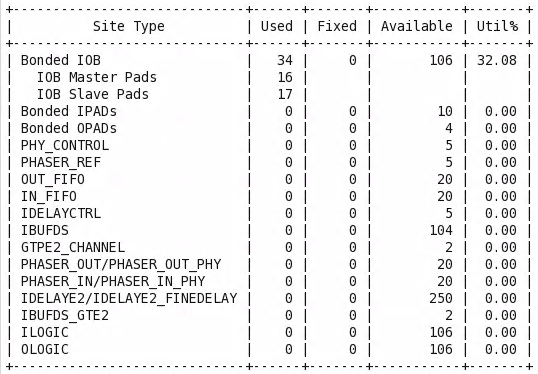 +-----------------------------+------+-------+-----------+-------+
|          Site Type          | Used | Fixed | Available | Util% |
+-----------------------------+------+-------+-----------+-------+
| Bonded IOB                  |   34 |     0 |       106 | 32.08 |
|   IOB Master Pads           |   16 |       |           |       |
|   IOB Slave Pads            |   17 |       |           |       |
| Bonded IPADs                |    0 |     0 |        10 |  0.00 |
| Bonded OPADs                |    0 |     0 |         4 |  0.00 |
| PHY_CONTROL                 |    0 |     0 |         5 |  0.00 |
| PHASER_REF                  |    0 |     0 |         5 |  0.00 |
| OUT_FIFO                    |    0 |     0 |        20 |  0.00 |
| IN_FIFO                     |    0 |     0 |        20 |  0.00 |
| IDELAYCTRL                  |    0 |     0 |         5 |  0.00 |
| IBUFDS                      |    0 |     0 |       104 |  0.00 |
| GTPE2_CHANNEL               |    0 |     0 |         2 |  0.00 |
| PHASER_OUT/PHASER_OUT_PHY   |    0 |     0 |        20 |  0.00 |
| PHASER_IN/PHASER_IN_PHY     |    0 |     0 |        20 |  0.00 |
| IDELAYE2/IDELAYE2_FINEDELAY |    0 |     0 |       250 |  0.00 |
| IBUFDS_GTE2                 |    0 |     0 |         2 |  0.00 |
| ILOGIC                      |    0 |     0 |       106 |  0.00 |
| OLOGIC                      |    0 |     0 |       106 |  0.00 |
+-----------------------------+------+-------+-----------+-------+